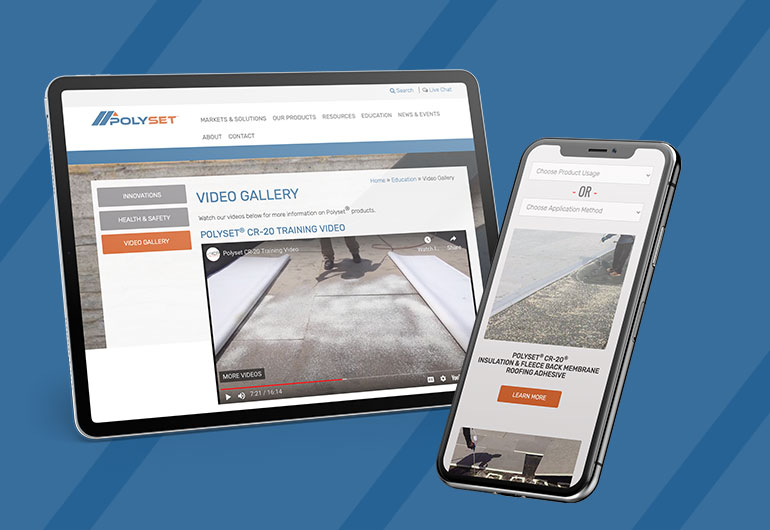 Search | Live Chat
POLYSET
MARKETS & SOLUTIONS OUR PRODUCTS RESOURCES EDUCATION NEWS & EVENTS
ABOUT CONTACT
Home » Education » Video Gallery
INNOVATIONS
HEALTH & SAFETY
VIDEO GALLERY
VIDEO GALLERY
Watch our videos below for more information on Polyset® products.
POLYSET® CR-20 TRAINING VIDEO
Polyset CR-20 Training Video
Watch L... Share
MORE VIDEOS
7:21 / 16:14
Choose Product Usage
- OR -
Choose Application Method
POLYSET® CR-20®
INSULATION & FLEECE BACK MEMBRANE
ROOFING ADHESIVE
LEARN MORE